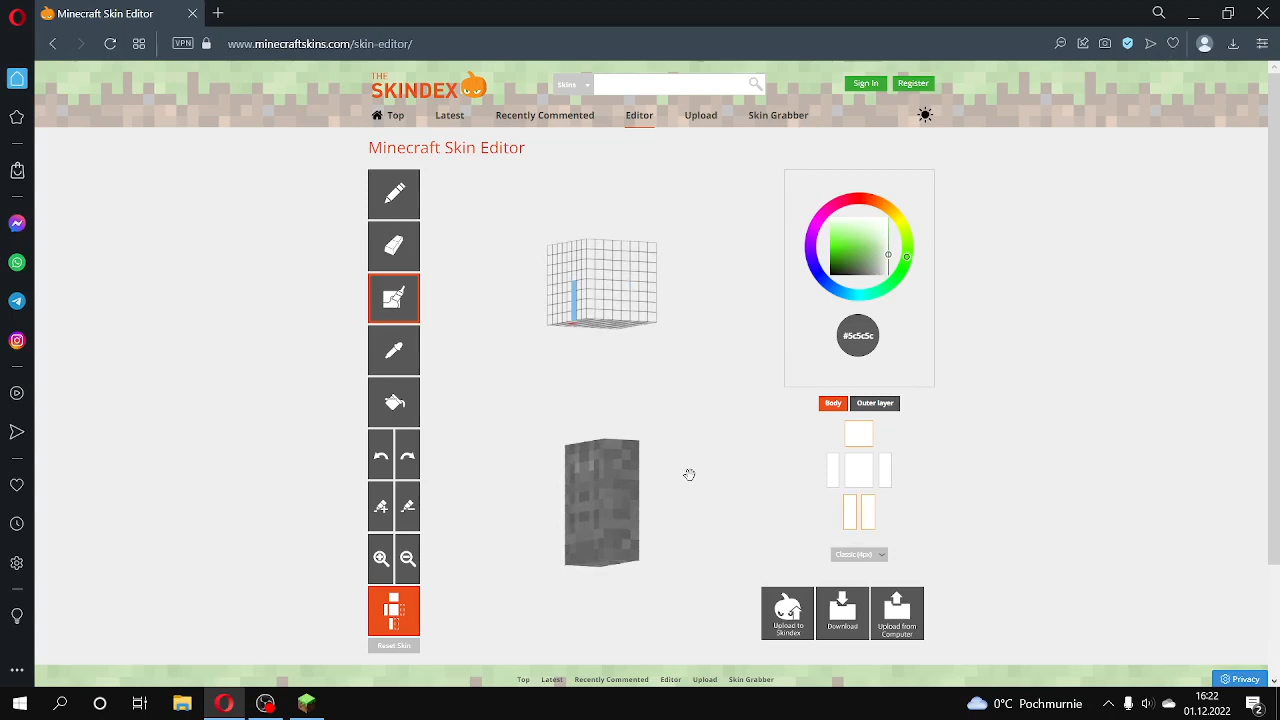 Minecraft Skin Editor
VPN
www.minecraftskins.com/skin-editor/
THE
SKINDEX
Skins
Sign In
Register
Top
Latest
Recently Commented
Editor
Upload
Skin Grabber
Minecraft Skin Editor
#5c5c5c
Body
Outer layer
Classic (4px)
Upload to
Skindex
Download
Upload from
Computer
Reset Skin
Top
Latest
Recently Commented
Editor
Upload
Skin Grabber
Privacy
0°C Pochmurnie
16:22
01.12.2022
2